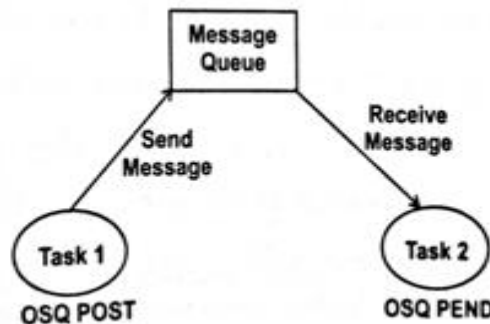 Message
Queue
Send
Message
Receive
Message
Task 1
Task 2
OSQ POST
OSQ PEND